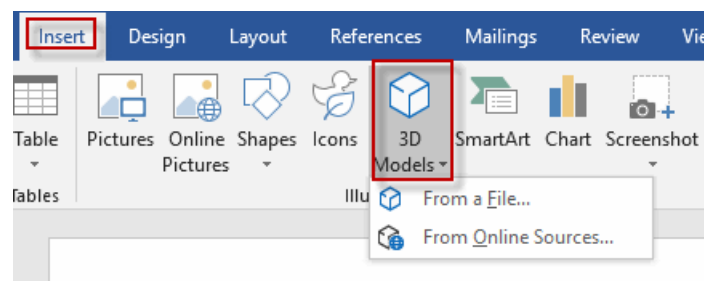 Insert Design Layout References Mailings Review
Table Pictures Online Shapes Icons 3D SmartArt Chart Screenshot
Pictures Models
Tables
From a File...
From Online Sources...